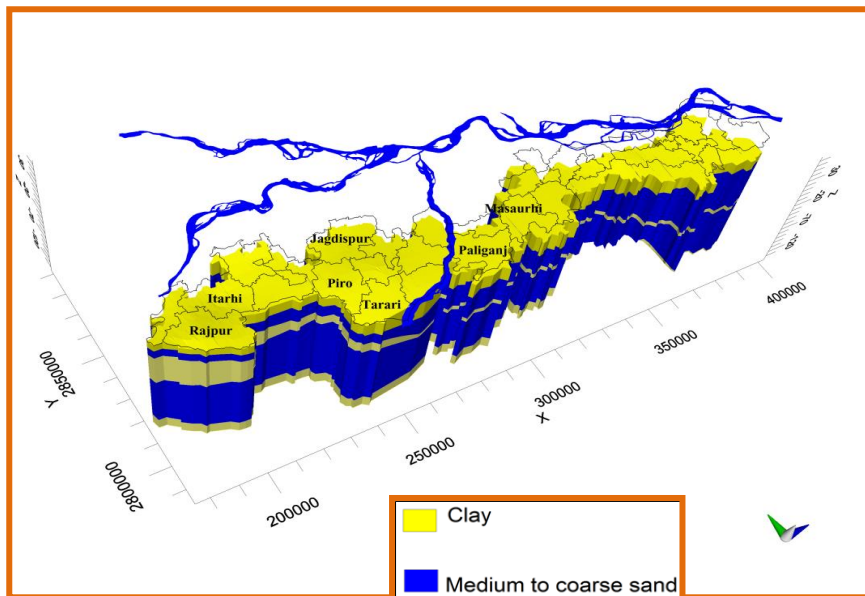 Jagdispur
Masaurhi
Paliganj
Itarhi
Piro
Tarari
Rajpur
Z
400000
350000
X
300000
250000
200000
Y
2850000
2800000
Clay
Medium to coarse sand